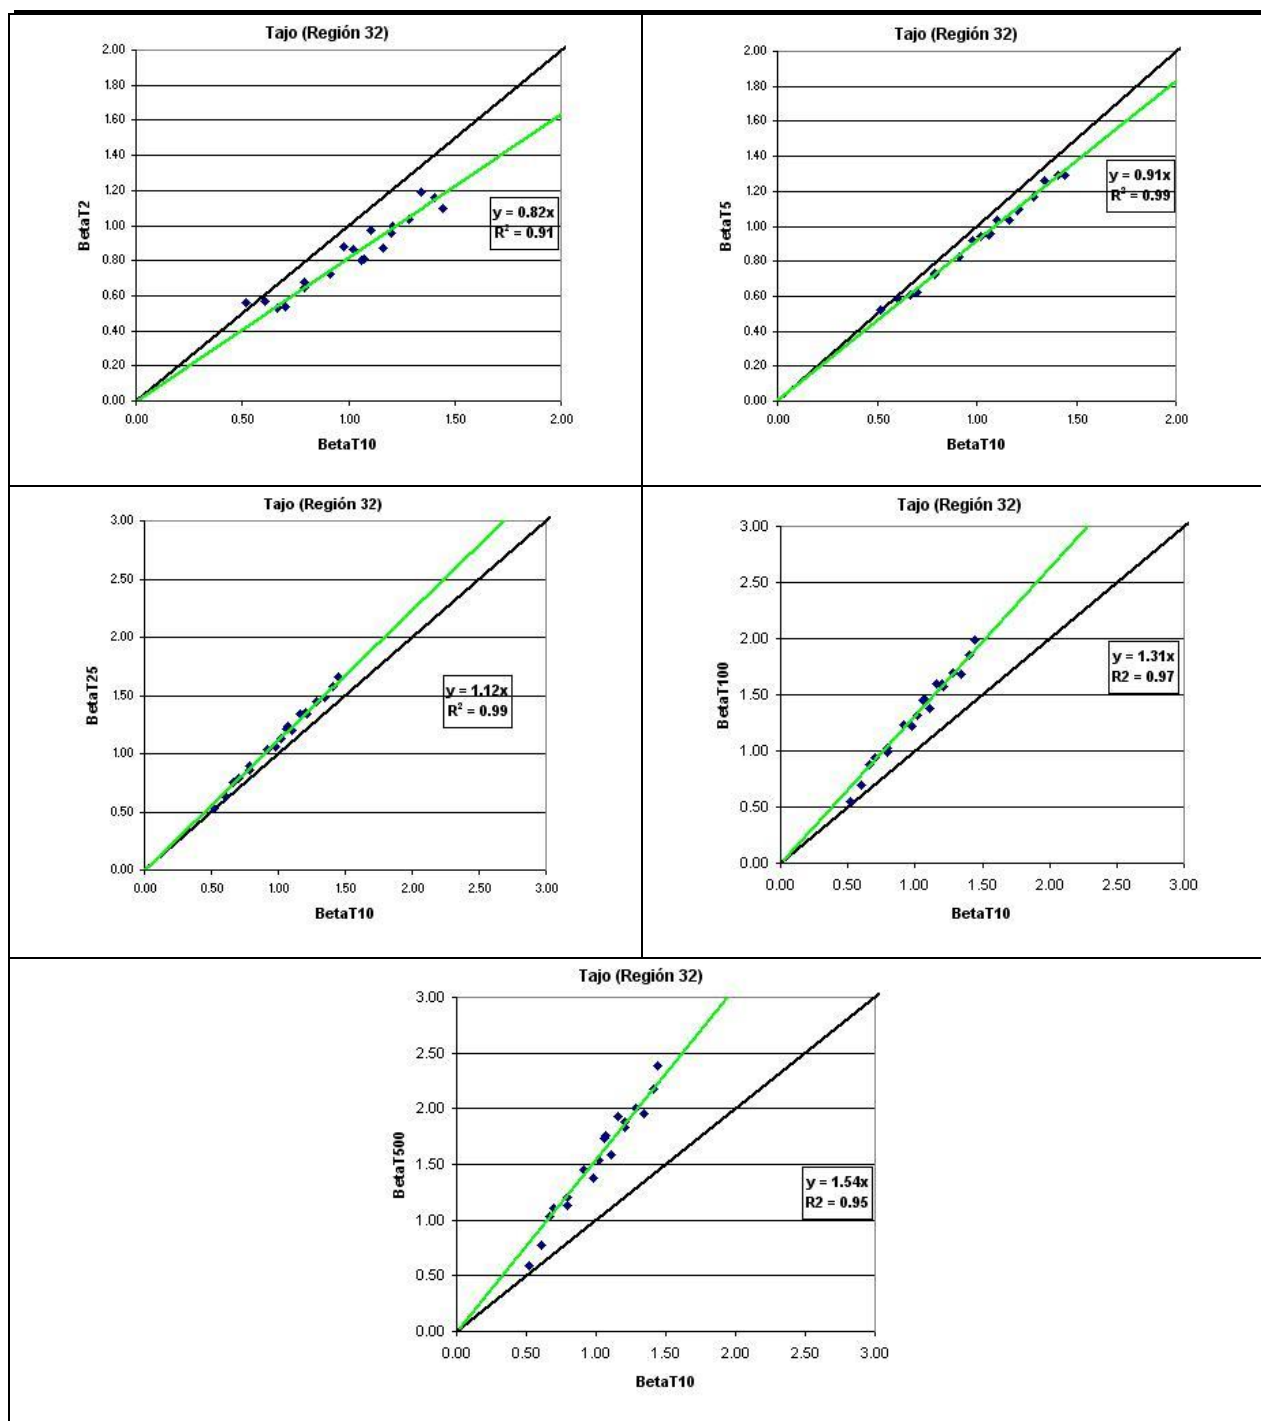 Tajo (Región 32)
2.00
1.80
1.60
1.40
1.20
1.00
0.80
0.60
0.40
0.20
0.00
BetaT2
y = 0.82x
R² = 0.91
0.00 0.50 1.00 1.50 2.00
BetaT10
Tajo (Región 32)
2.00
1.80
1.60
1.40
1.20
1.00
0.80
0.60
0.40
0.20
0.00
BetaT5
y = 0.91x
R² = 0.99
0.00 0.50 1.00 1.50 2.00
BetaT10
Tajo (Región 32)
3.00
2.50
2.00
1.50
1.00
0.50
0.00
BetaT25
y = 1.12x
R² = 0.99
0.00 0.50 1.00 1.50 2.00 2.50 3.00
BetaT10
Tajo (Región 32)
3.00
2.50
2.00
1.50
1.00
0.50
0.00
BetaT100
y = 1.31x
R2 = 0.97
0.00 0.50 1.00 1.50 2.00 2.50 3.00
BetaT10
Tajo (Región 32)
3.00
2.50
2.00
1.50
1.00
0.50
0.00
BetaT500
y = 1.54x
R2 = 0.95
0.00 0.50 1.00 1.50 2.00 2.50 3.00
BetaT10